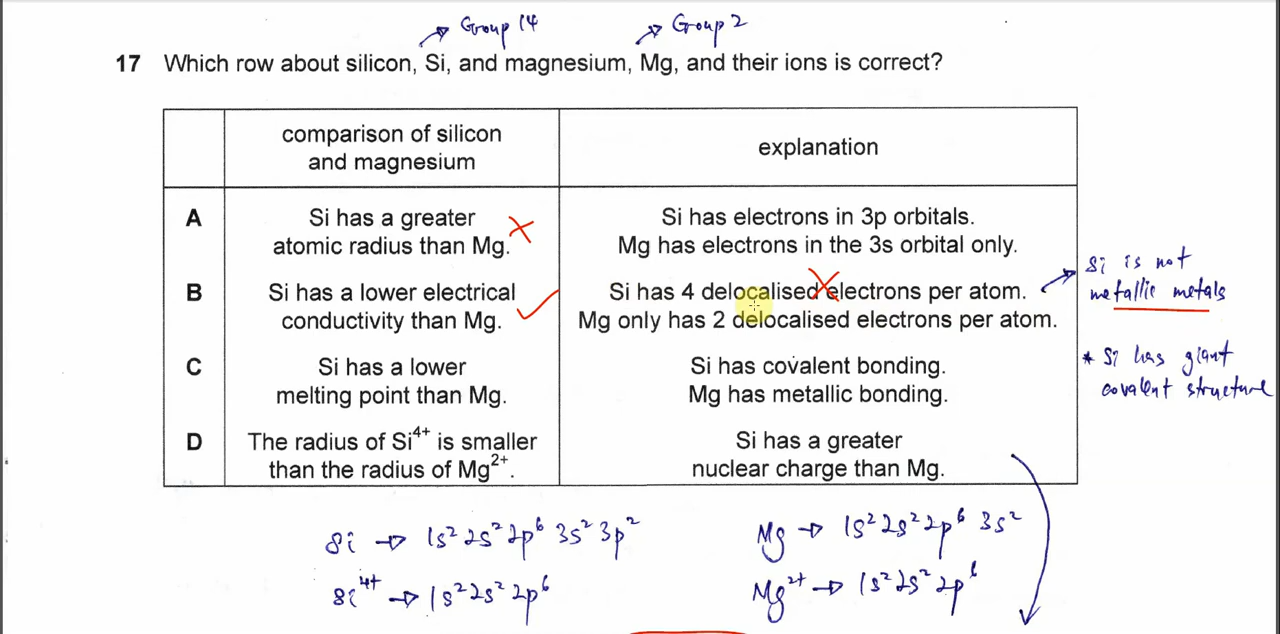 Group 14
Group 2
17 Which row about silicon, Si, and magnesium, Mg, and their ions is correct?
comparison of silicon and magnesium
explanation
A
Si has a greater
atomic radius than Mg.
Si has electrons in 3p orbitals.
Mg has electrons in the 3s orbital only.
B
Si has a lower electrical
conductivity than Mg.
Si has 4 delocalised electrons per atom.
Mg only has 2 delocalised electrons per atom.
Si is not
metallic metals
C
Si has a lower
melting point than Mg.
Si has covalent bonding.
Mg has metallic bonding.
* Si has giant
covalent structure
D
The radius of Si⁴⁺ is smaller
than the radius of Mg²⁺.
Si has a greater
nuclear charge than Mg.
Si → 1s² 2s² 2p⁶ 3s² 3p²
Mg → 1s² 2s² 2p⁶ 3s²
Si⁴⁺ → 1s² 2s² 2p⁶
Mg²⁺ → 1s² 2s² 2p⁶